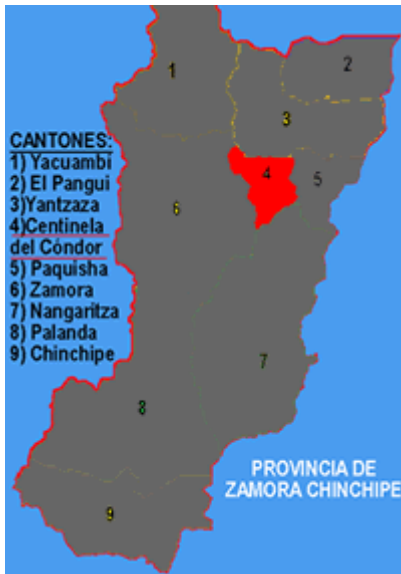 1
2
3
4
5
6
7
8
9
CANTONES:
1) Yacuambi
2) El Pangui
3)Yantzaza
4)Centinela
del Cóndor
5) Paquisha
6) Zamora
7) Nangaritza
8) Palanda
9) Chinchipe
PROVINCIA DE
ZAMORA CHINCHIPE